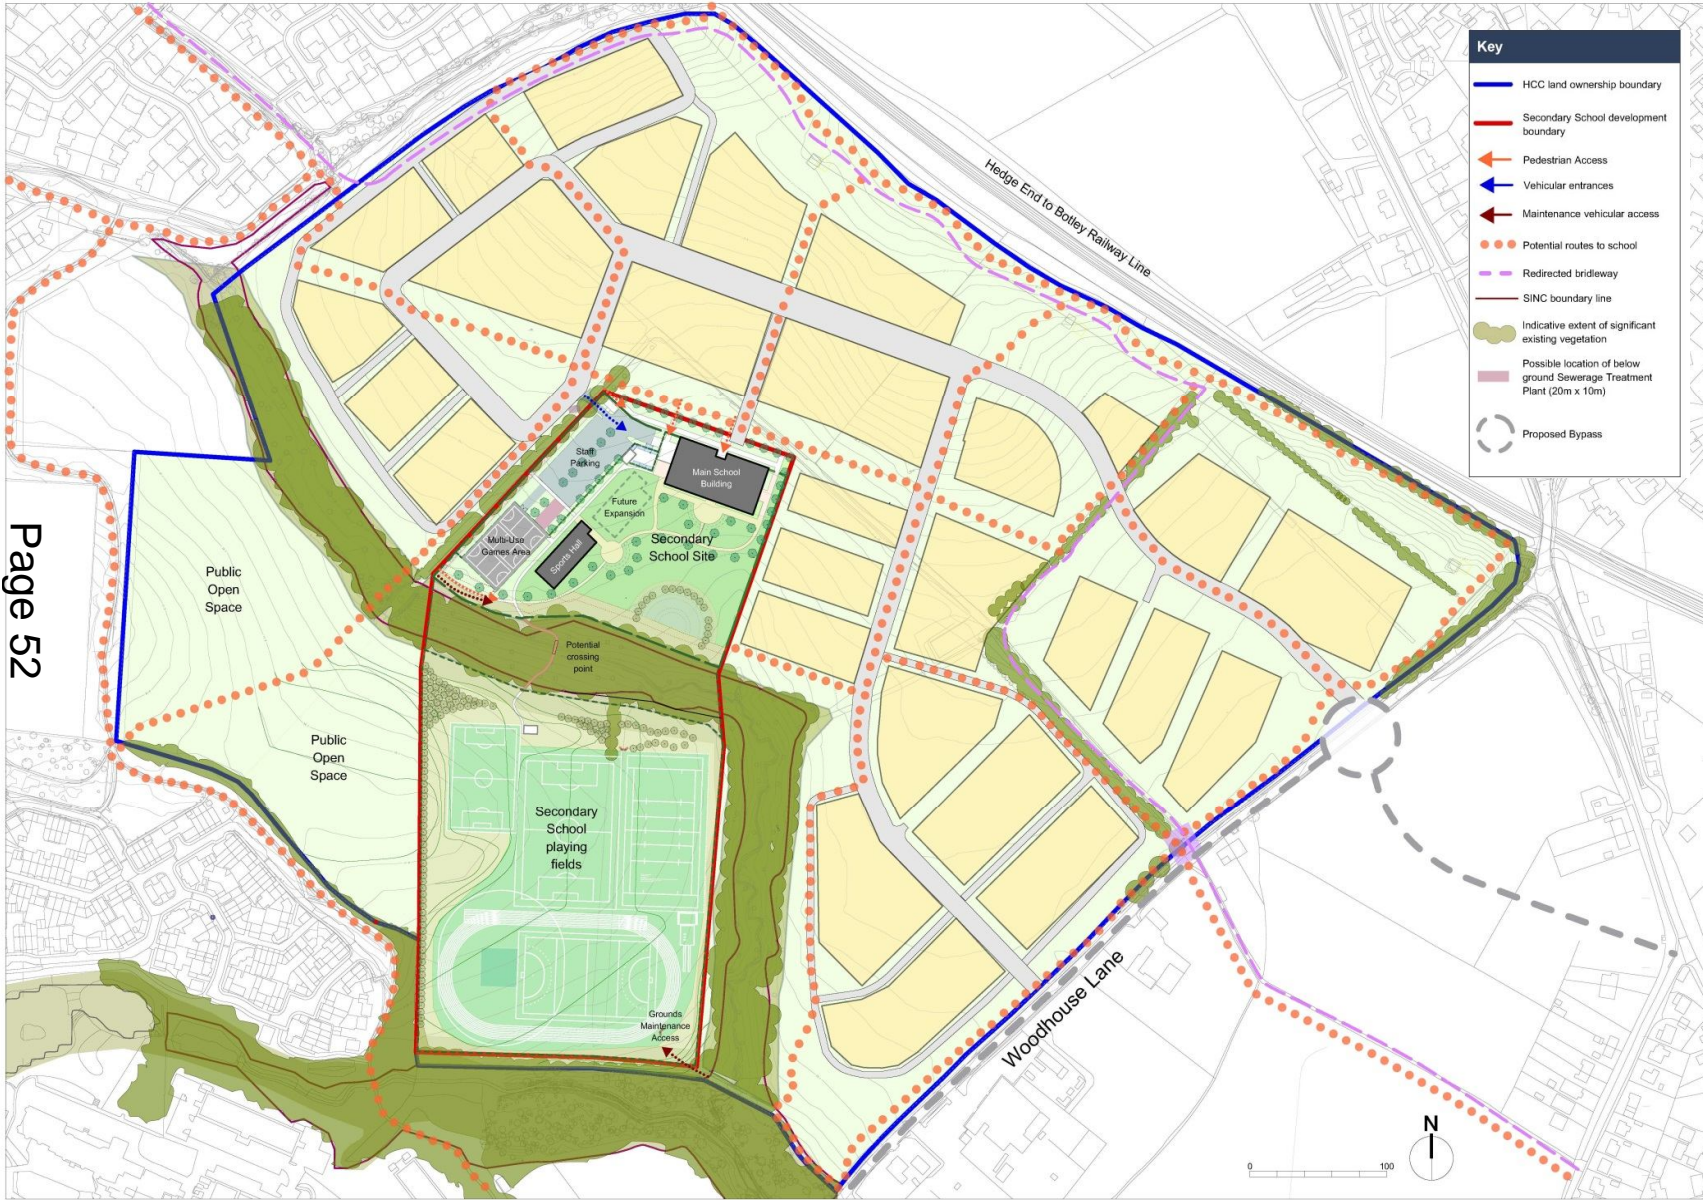 Key
HCC land ownership boundary
Secondary School development
boundary
Pedestrian Access
Vehicular entrances
Maintenance vehicular access
Potential routes to school
Redirected bridleway
SINC boundary line
Indicative extent of significant
existing vegetation
Possible location of below
ground Sewerage Treatment
Plant (20m x 10m)
Proposed Bypass
Hedge End to Botley Railway Line
Staff
Parking
Main School
Building
Future
Expansion
Multi-Use
Games Area
Sports Hall
Secondary
School Site
Public
Open
Space
Potential
crossing
point
Public
Open
Space
Secondary
School
playing
fields
Grounds
Maintenance
Access
Woodhouse Lane
Page 52
N
0 100